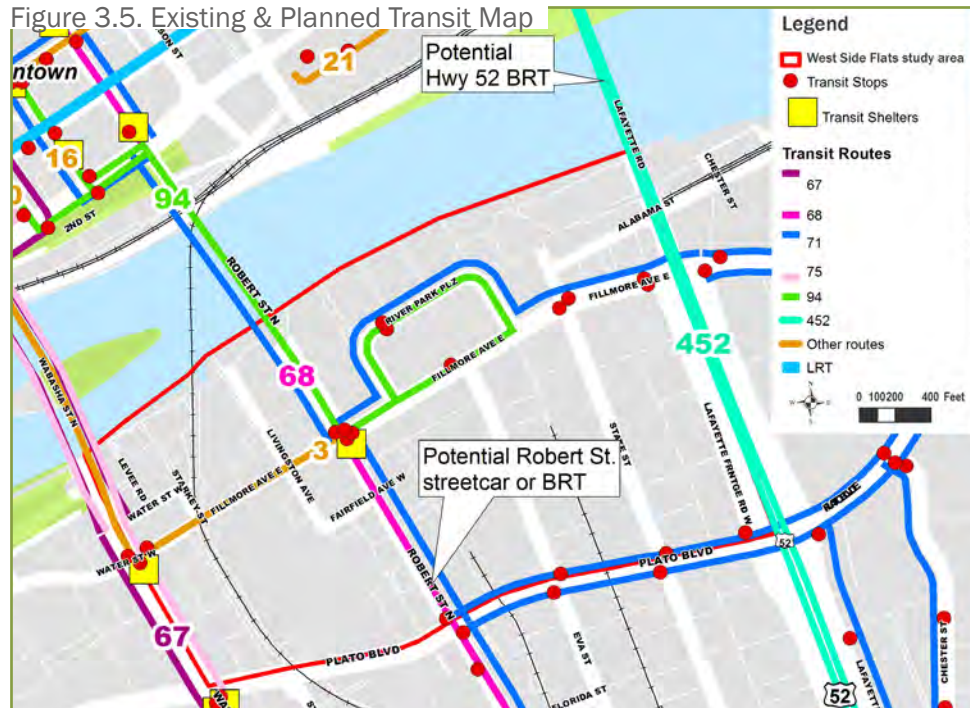 Figure 3.5. Existing & Planned Transit Map
ntown
21
16
94
2ND ST
Potential
Hwy 52 BRT
LAFAYETTE RD
CHESTER ST
ALABAMA ST
ROBERT ST N
RIVER PARK PLZ
FILLMORE AVE E
FILLMORE AVE E
452
68
3
WABASHA ST N
LEVEE RD
WATER ST W
STARKEY ST
FILLMORE AVE E
LIVINGSTON AVE
FAIRFIELD AVE W
STATE ST
LAFAYETTE FRNTGE RD W
Potential Robert St.
streetcar or BRT
WATER ST W
67
ROBERT ST N
PLATO BLVD
PLATO BLVD
52
EVA ST
FLORIDA ST
CHESTER ST
LAFAYETTE
52
Legend
West Side Flats study area
Transit Stops
Transit Shelters
Transit Routes
67
68
71
75
94
452
Other routes
LRT
N
W
E
S
0 100200 400 Feet